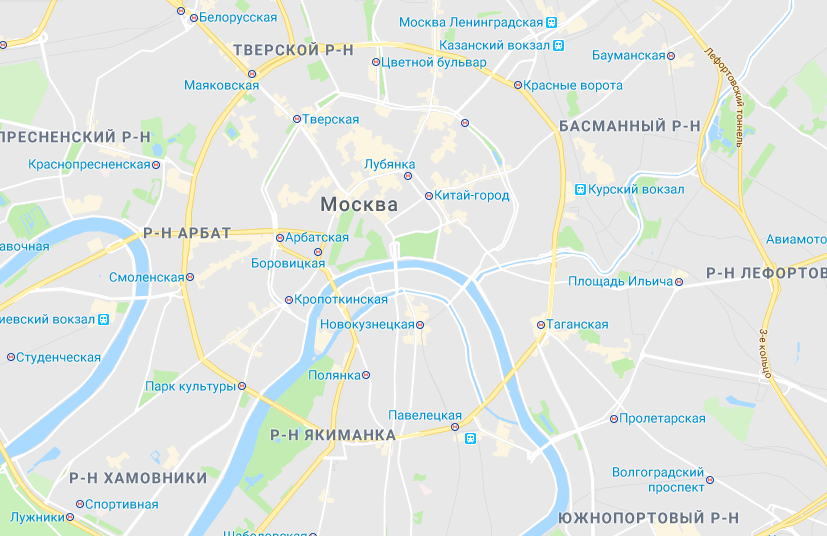 Белорусская
Москва Ленинградская
Казанский вокзал
ТВЕРСКОЙ Р-Н
Бауманская
Цветной бульвар
Лефортовский тоннель
Маяковская
Красные ворота
Тверская
БАСМАННЫЙ Р-Н
ПРЕСНЕНСКИЙ Р-Н
Краснопресненская
Лубянка
Курский вокзал
Китай-город
Москва
Р-Н АРБАТ
Арбатская
авочная
Авиамото
Боровицкая
Смоленская
Р-Н ЛЕФОРТОВ
Площадь Ильича
Кропоткинская
иевский вокзал
Новокузнецкая
Таганская
3-е кольцо
Студенческая
Полянка
Парк культуры
Павелецкая
Пролетарская
Р-Н ЯКИМАНКА
Волгоградский
проспект
Р-Н ХАМОВНИКИ
Спортивная
Лужники
ЮЖНОПОРТОВЫЙ Р-Н
Шаболовская